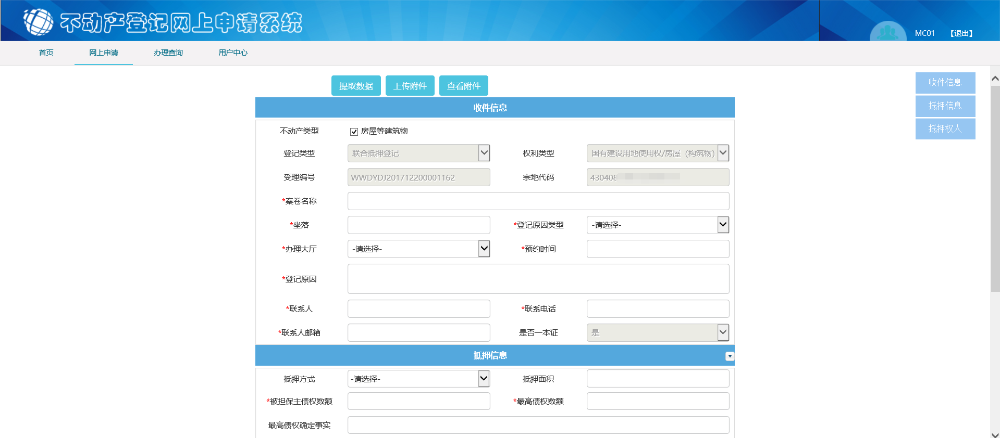 不动产登记网上申请系统
MC01 【退出】
首页 网上申请 办理查询 用户中心
提取数据 上传附件 查看附件
收件信息
抵押信息
抵押权人
收件信息
不动产类型 房屋等建筑物
登记类型 联合抵押登记 权利类型 国有建设用地使用权/房屋（构筑物）
受理编号 WWDYDJ201712200001162 宗地代码 430408
*案卷名称
*坐落 *登记原因类型 -请选择-
*办理大厅 -请选择- *预约时间
*登记原因
*联系人 *联系电话
*联系人邮箱 是否一本证 是
抵押信息
抵押方式 -请选择- 抵押面积
*被担保主债权数额 *最高债权数额
最高债权确定事实